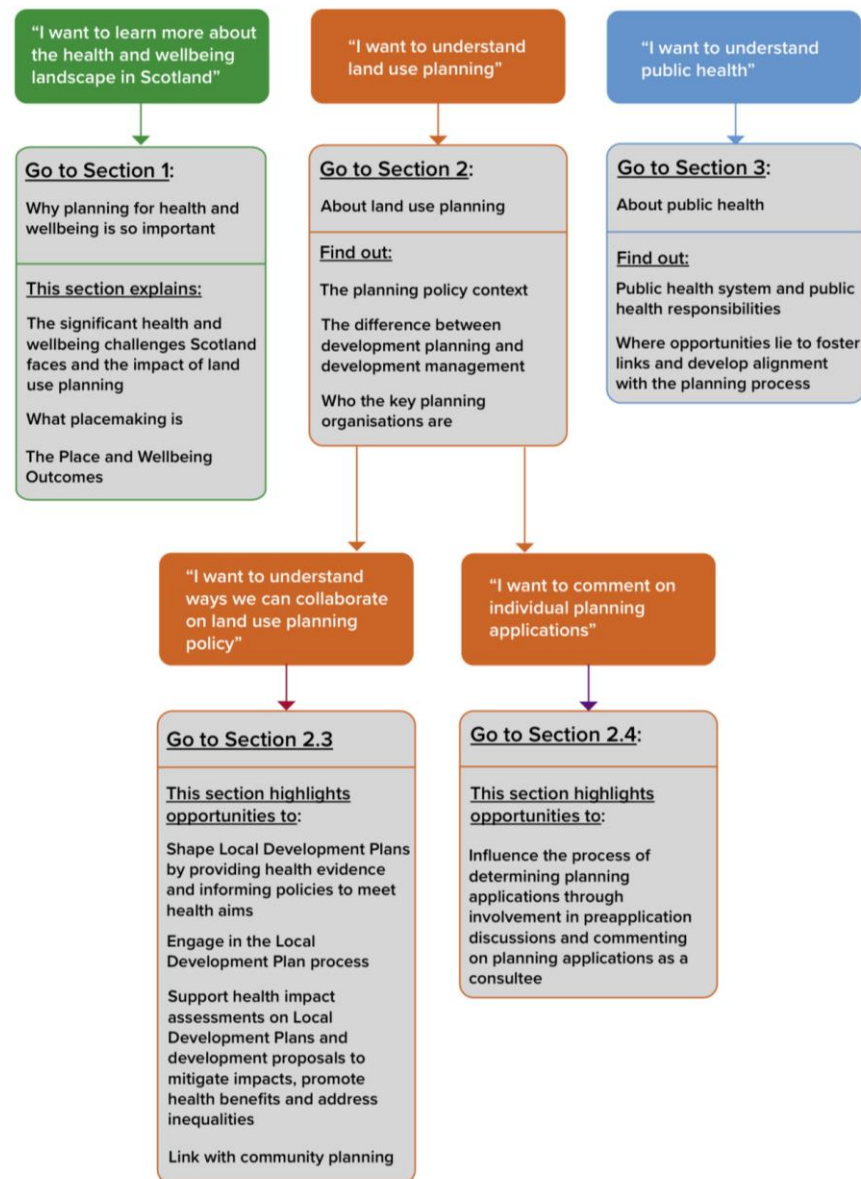 “I want to learn more about
the health and wellbeing
landscape in Scotland”
Go to Section 1:
Why planning for health and
wellbeing is so important
This section explains:
The significant health and
wellbeing challenges Scotland
faces and the impact of land
use planning
What placemaking is
The Place and Wellbeing
Outcomes
“I want to understand
land use planning”
Go to Section 2:
About land use planning
Find out:
The planning policy context
The difference between
development planning and
development management
Who the key planning
organisations are
“I want to understand
public health”
Go to Section 3:
About public health
Find out:
Public health system and public
health responsibilities
Where opportunities lie to foster
links and develop alignment
with the planning process
“I want to understand
ways we can collaborate
on land use planning
policy”
Go to Section 2.3
This section highlights
opportunities to:
Shape Local Development Plans
by providing health evidence
and informing policies to meet
health aims
Engage in the Local
Development Plan process
Support health impact
assessments on Local
Development Plans and
development proposals to
mitigate impacts, promote
health benefits and address
inequalities
Link with community planning
“I want to comment on
individual planning
applications”
Go to Section 2.4:
This section highlights
opportunities to:
Influence the process of
determining planning
applications through
involvement in preapplication
discussions and commenting
on planning applications as a
consultee